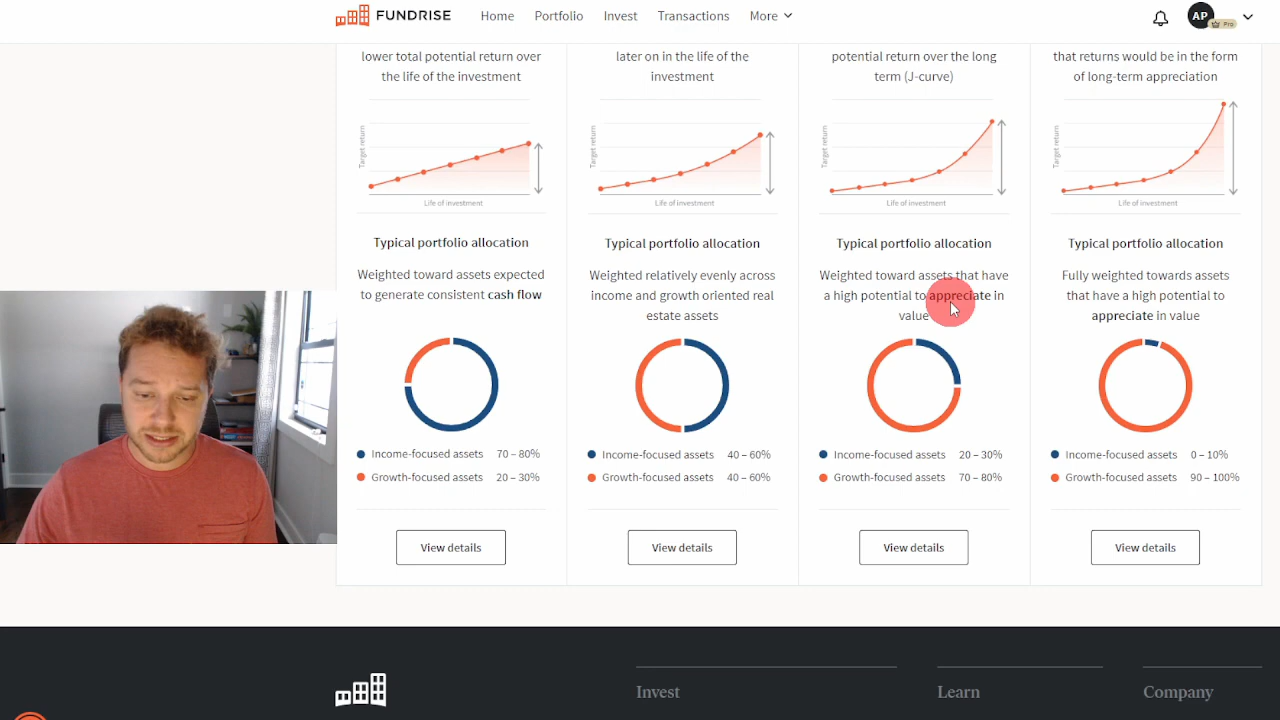 FUNDRISE
Home Portfolio Invest Transactions More
AP Pro
lower total potential return over
the life of the investment
Target return
Life of investment
Typical portfolio allocation
Weighted toward assets expected
to generate consistent cash flow
Income-focused assets 70 – 80%
Growth-focused assets 20 – 30%
View details
later on in the life of the
investment
Target return
Life of investment
Typical portfolio allocation
Weighted relatively evenly across
income and growth oriented real
estate assets
Income-focused assets 40 – 60%
Growth-focused assets 40 – 60%
View details
potential return over the long
term (J-curve)
Target return
Life of investment
Typical portfolio allocation
Weighted toward assets that have
a high potential to appreciate in
value
Income-focused assets 20 – 30%
Growth-focused assets 70 – 80%
View details
that returns would be in the form
of long-term appreciation
Target return
Life of investment
Typical portfolio allocation
Fully weighted towards assets
that have a high potential to
appreciate in value
Income-focused assets 0 – 10%
Growth-focused assets 90 – 100%
View details
Invest
Learn
Company